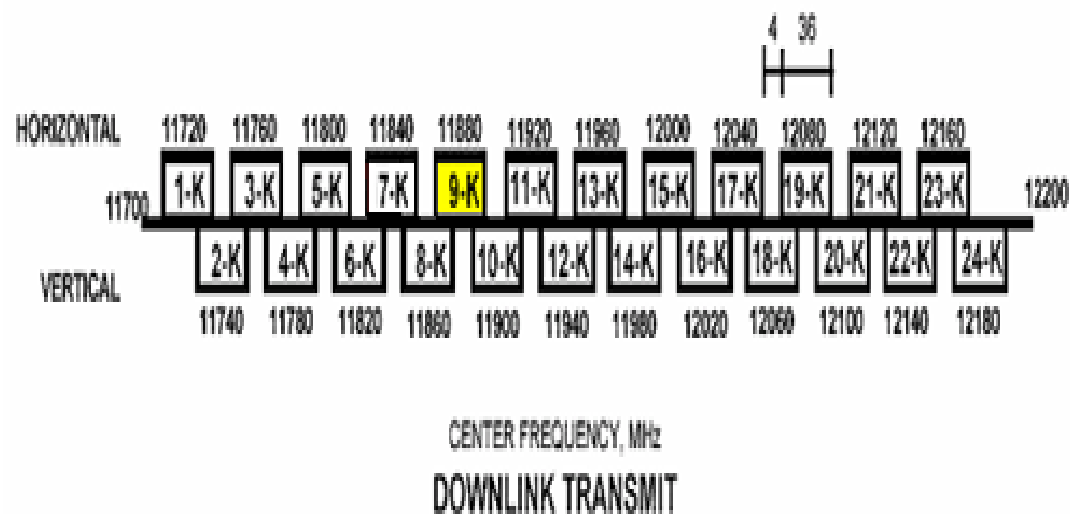 4 36
HORIZONTAL 11720 11760 11800 11840 11880 11920 11960 12000 12040 12080 12120 12160
1-K 3-K 5-K 7-K 9-K 11-K 13-K 15-K 17-K 19-K 21-K 23-K
11700 12200
2-K 4-K 6-K 8-K 10-K 12-K 14-K 16-K 18-K 20-K 22-K 24-K
VERTICAL
11740 11780 11820 11860 11900 11940 11980 12020 12060 12100 12140 12180
CENTER FREQUENCY, MHz
DOWNLINK TRANSMIT